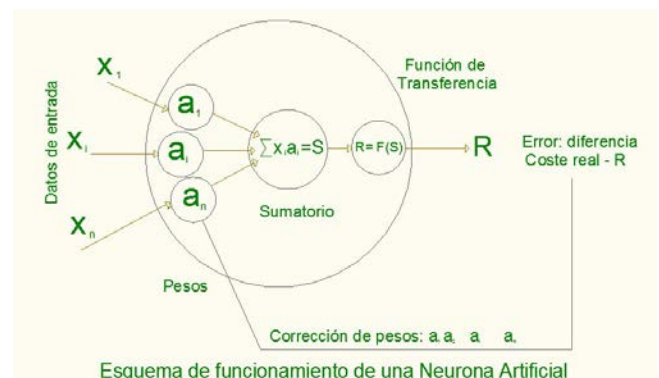 Función de
Transferencia
Datos de entrada
X₁
Xᵢ
Xₙ
a₁
aᵢ
aₙ
∑xᵢaᵢ=S
R=F(S)
R
Error: diferencia
Coste real - R
Sumatorio
Pesos
Corrección de pesos:
Esquema de funcionamiento de una Neurona Artificial